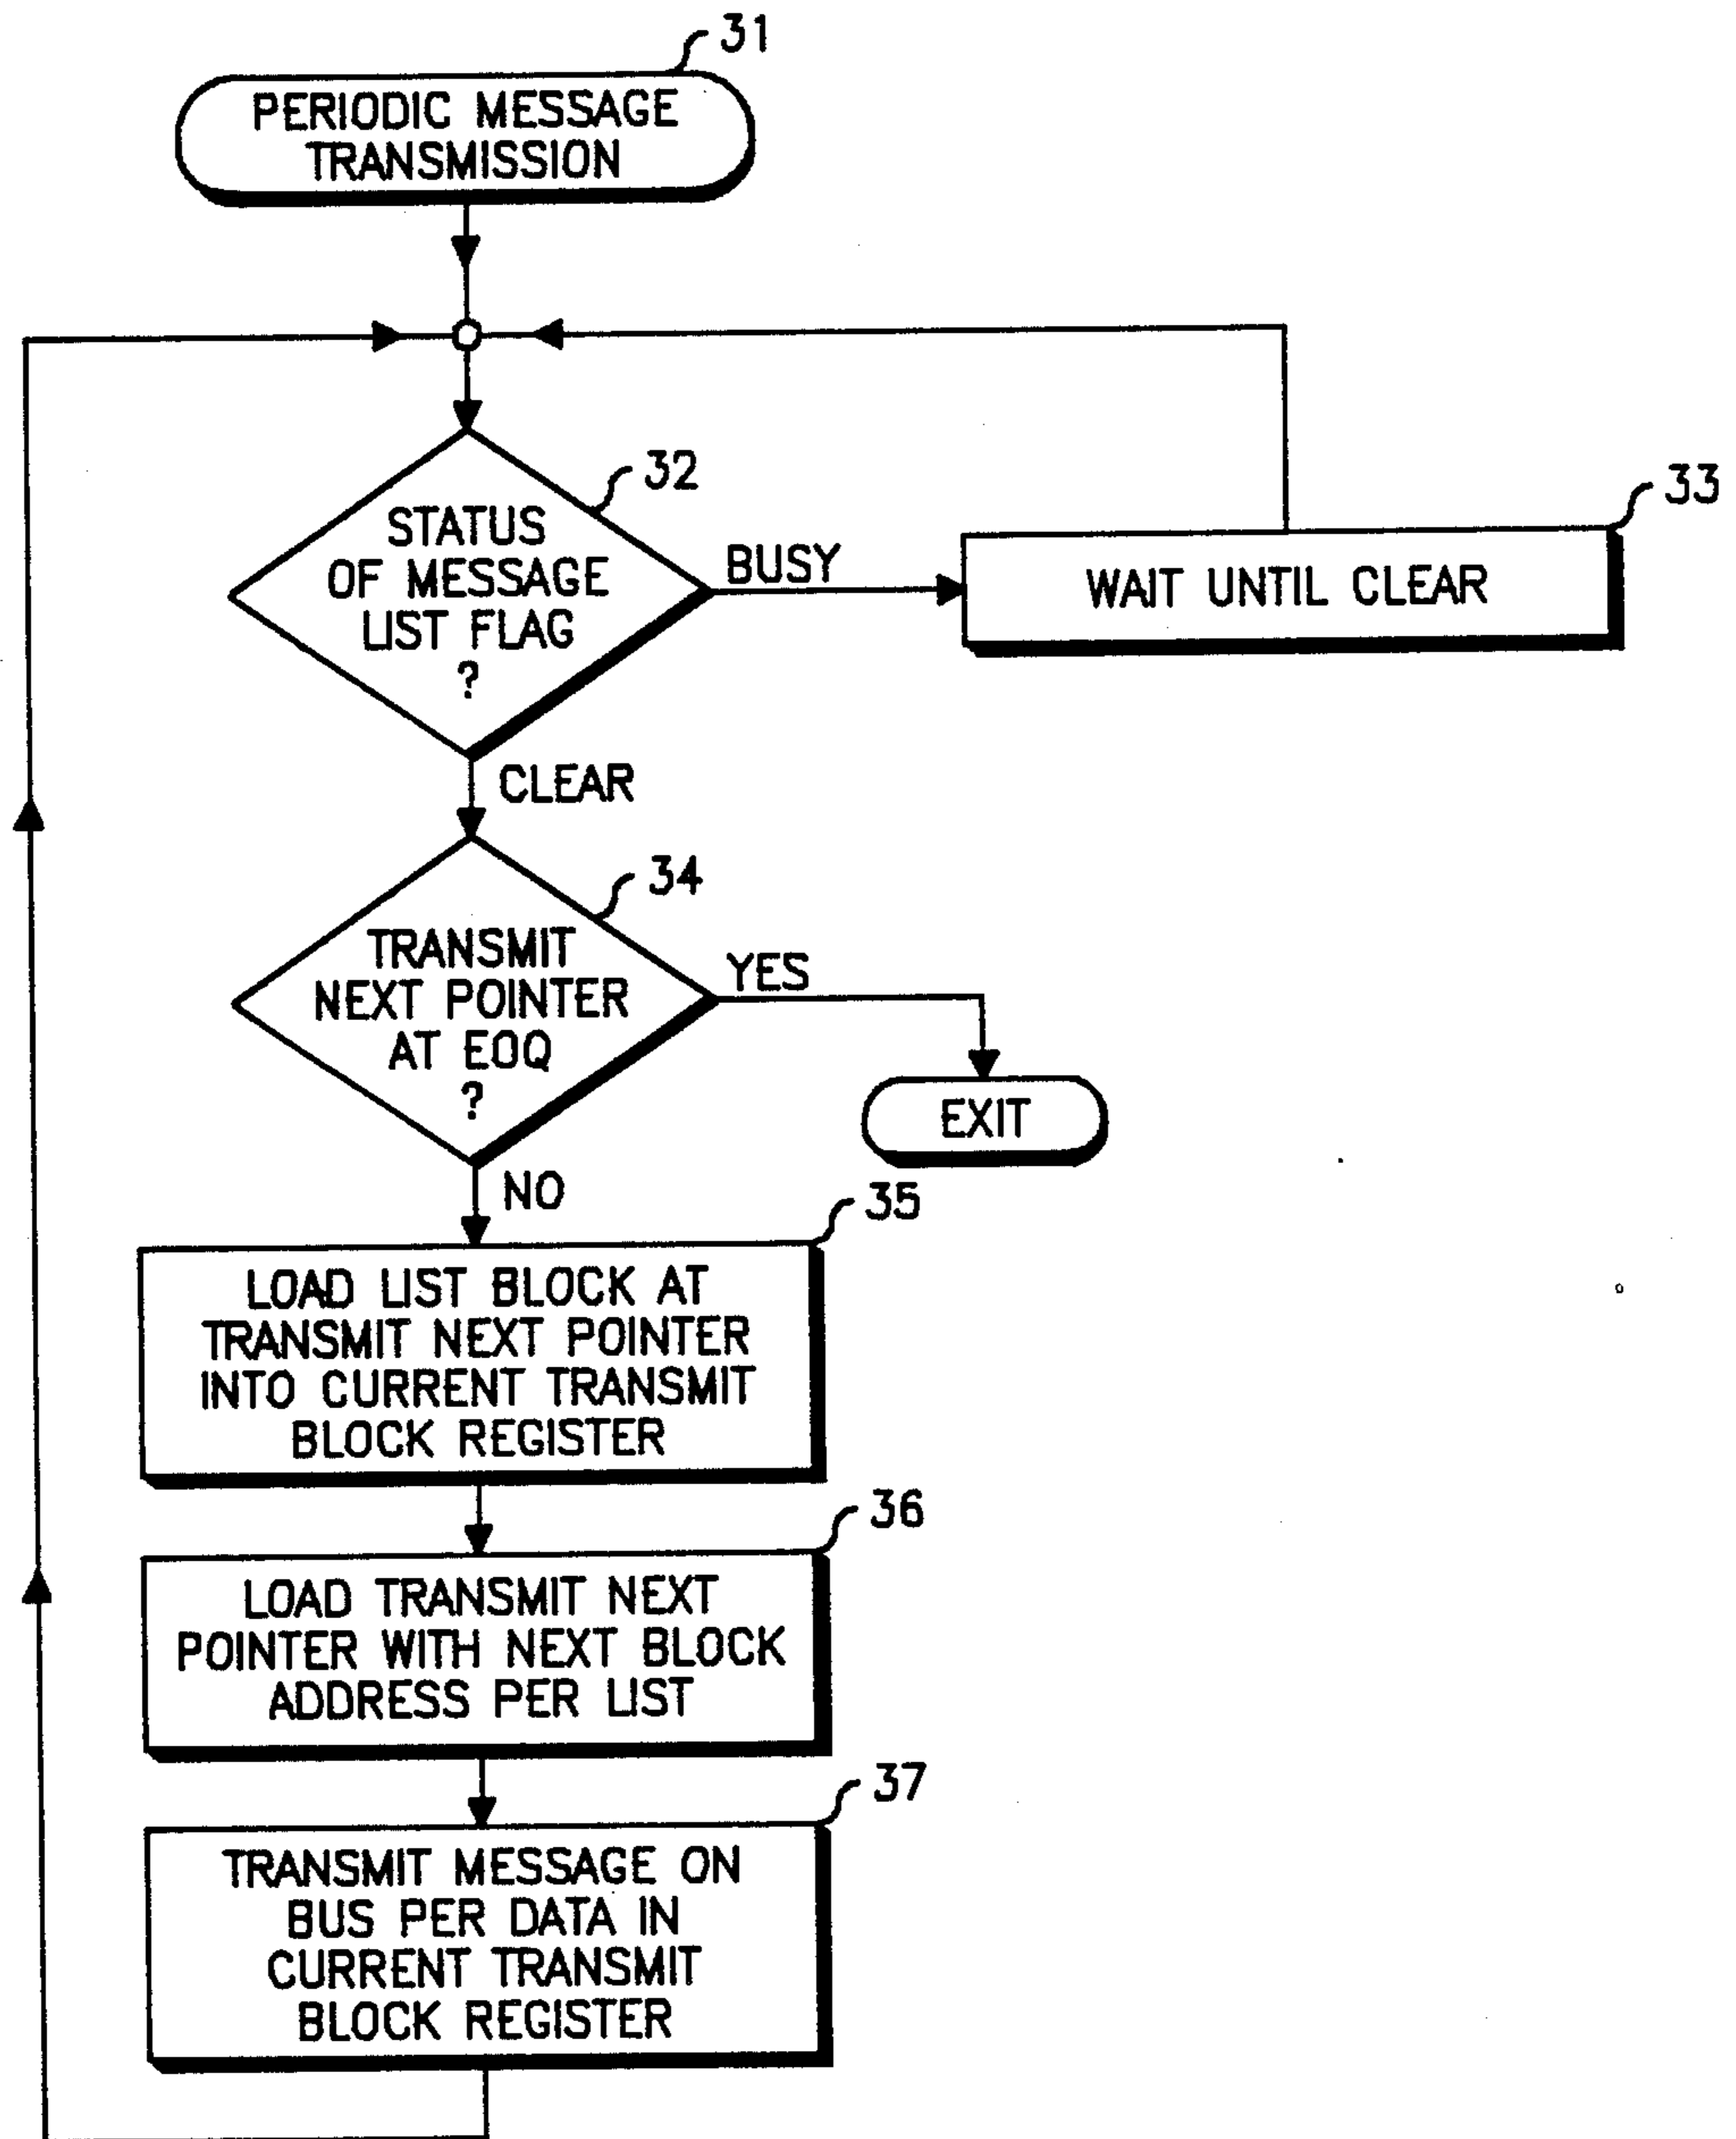 31
PERIODIC MESSAGE
TRANSMISSION
32
STATUS
OF MESSAGE
LIST FLAG
?
BUSY
33
WAIT UNTIL CLEAR
CLEAR
34
TRANSMIT
NEXT POINTER
AT EOQ
?
YES
EXIT
NO
35
LOAD LIST BLOCK AT
TRANSMIT NEXT POINTER
INTO CURRENT TRANSMIT
BLOCK REGISTER
36
LOAD TRANSMIT NEXT
POINTER WITH NEXT BLOCK
ADDRESS PER LIST
37
TRANSMIT MESSAGE ON
BUS PER DATA IN
CURRENT TRANSMIT
BLOCK REGISTER